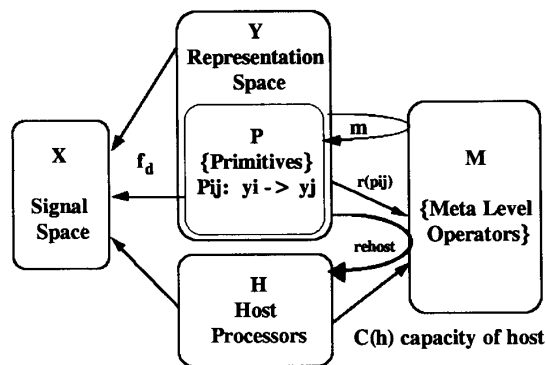 Y
Representation
Space
X
Signal
Space
f_d
P
{Primitives}
Pij: yi -> yj
m
r(pij)
rehost
M
{Meta Level
Operators}
H
Host
Processors
C(h) capacity of host